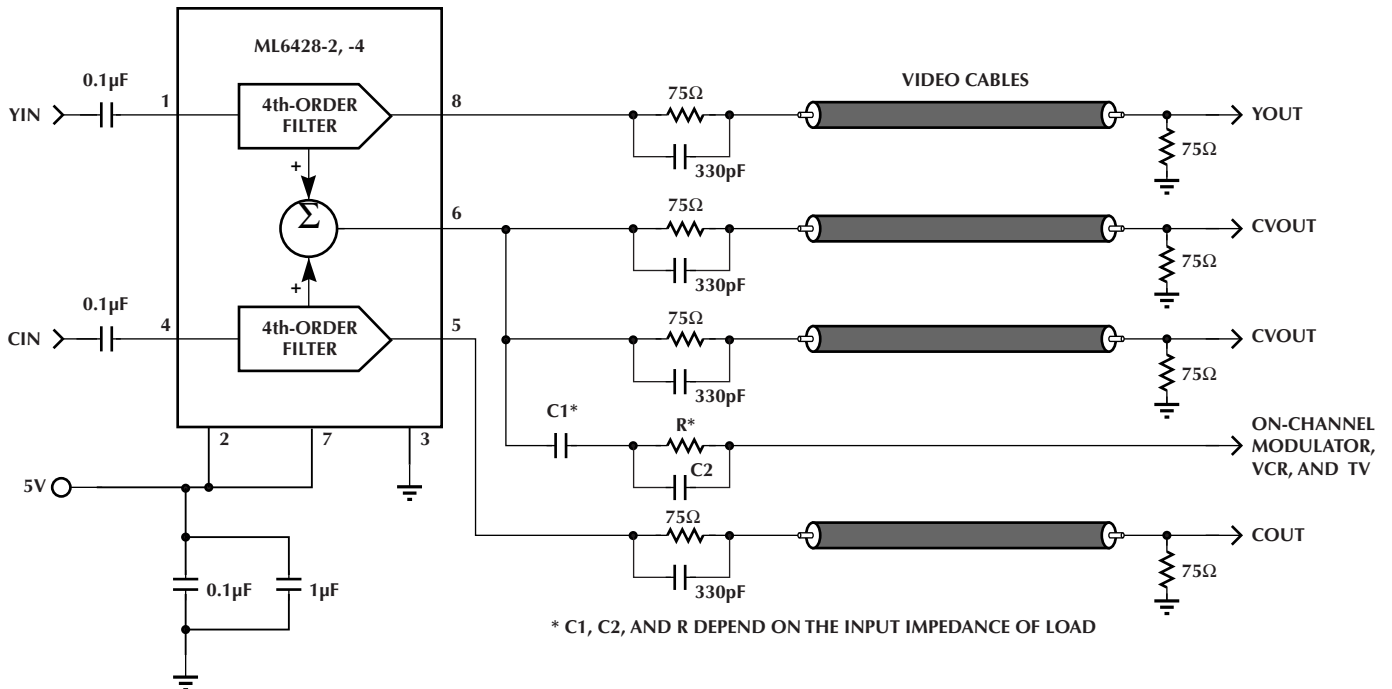 ML6428-2, -4
0.1µF
VIDEO CABLES
75Ω
1
8
YIN
4th-ORDER
FILTER
YOUT
75Ω
330pF
+
75Ω
6
Σ
CVOUT
75Ω
330pF
+
0.1µF
75Ω
4
5
CIN
4th-ORDER
FILTER
CVOUT
75Ω
330pF
C1*
R*
C2
ON-CHANNEL
MODULATOR,
VCR, AND TV
2
7
3
5V
75Ω
COUT
75Ω
330pF
0.1µF
1µF
* C1, C2, AND R DEPEND ON THE INPUT IMPEDANCE OF LOAD